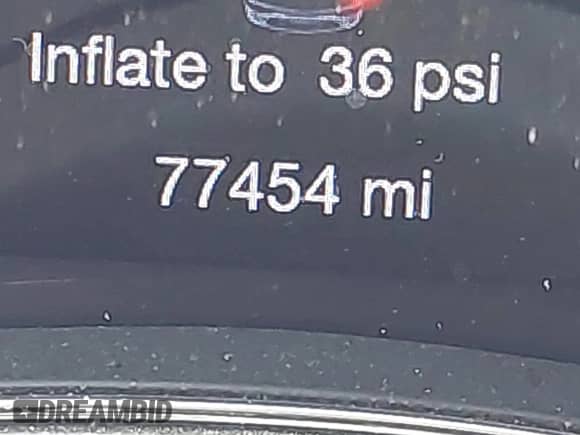 Inflate to 36 psi
77454 mi
DREAMBID